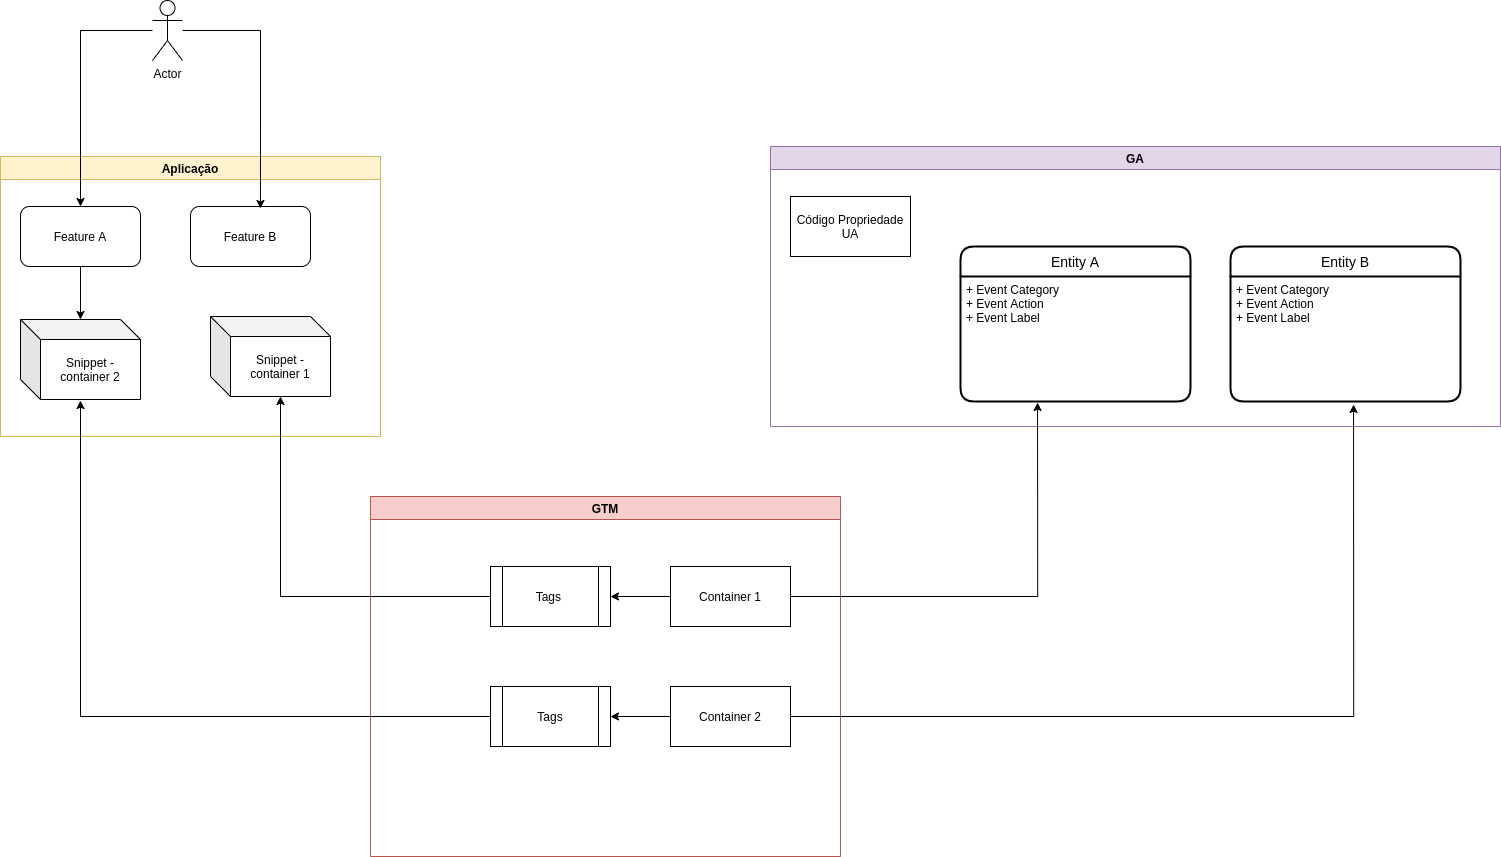 Actor
Aplicação
Feature A
Feature B
Snippet -
container 2
Snippet -
container 1
GA
Código Propriedade
UA
Entity A
+ Event Category
+ Event Action
+ Event Label
Entity B
+ Event Category
+ Event Action
+ Event Label
GTM
Tags
Container 1
Tags
Container 2